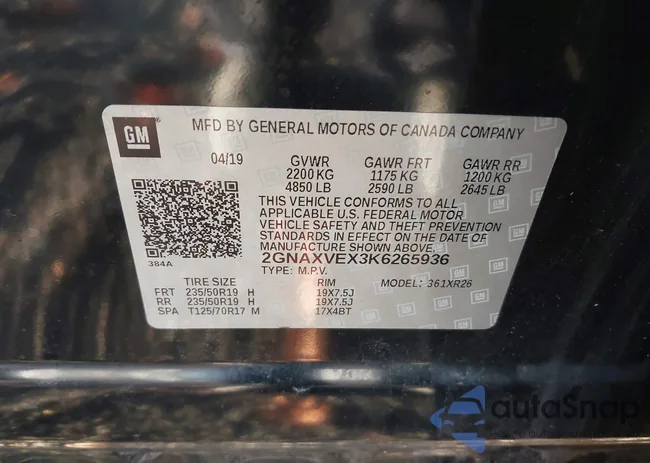 GM
MFD BY GENERAL MOTORS OF CANADA COMPANY
04/19 GVWR GAWR FRT GAWR RR
2200 KG 1175 KG 1200 KG
4850 LB 2590 LB 2645 LB
THIS VEHICLE CONFORMS TO ALL
APPLICABLE U.S. FEDERAL MOTOR
VEHICLE SAFETY AND THEFT PREVENTION
STANDARDS IN EFFECT ON THE DATE OF
MANUFACTURE SHOWN ABOVE.
384A 2GNAXVEX3K6265936
TYPE: M.P.V. MODEL: 361XR26
TIRE SIZE RIM
FRT 235/50R19 H 19X7.5J
RR 235/50R19 H 19X7.5J
SPA T125/70R17 M 17X4BT
autoSnap